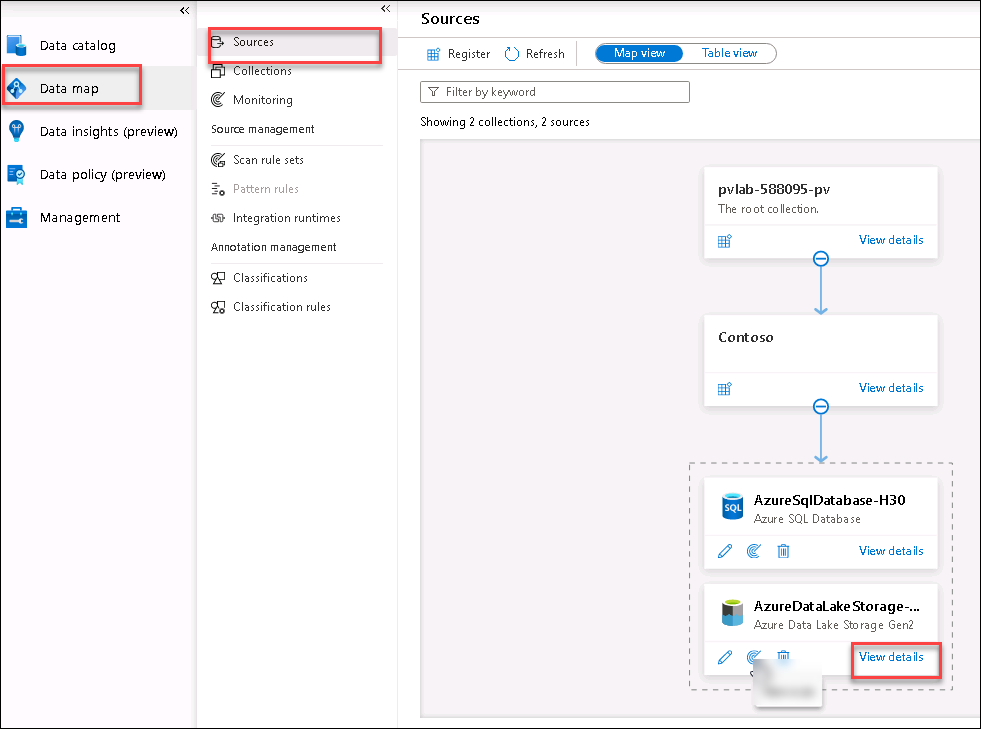 Data catalog
Data map
Data insights (preview)
Data policy (preview)
Management
Sources
Collections
Monitoring
Source management
Scan rule sets
Pattern rules
Integration runtimes
Annotation management
Classifications
Classification rules
Sources
Register Refresh Map view Table view
Filter by keyword
Showing 2 collections, 2 sources
pvlab-588095-pv
The root collection.
View details
Contoso
View details
SQL
AzureSqlDatabase-H30
Azure SQL Database
View details
AzureDataLakeStorage-...
Azure Data Lake Storage Gen2
View details